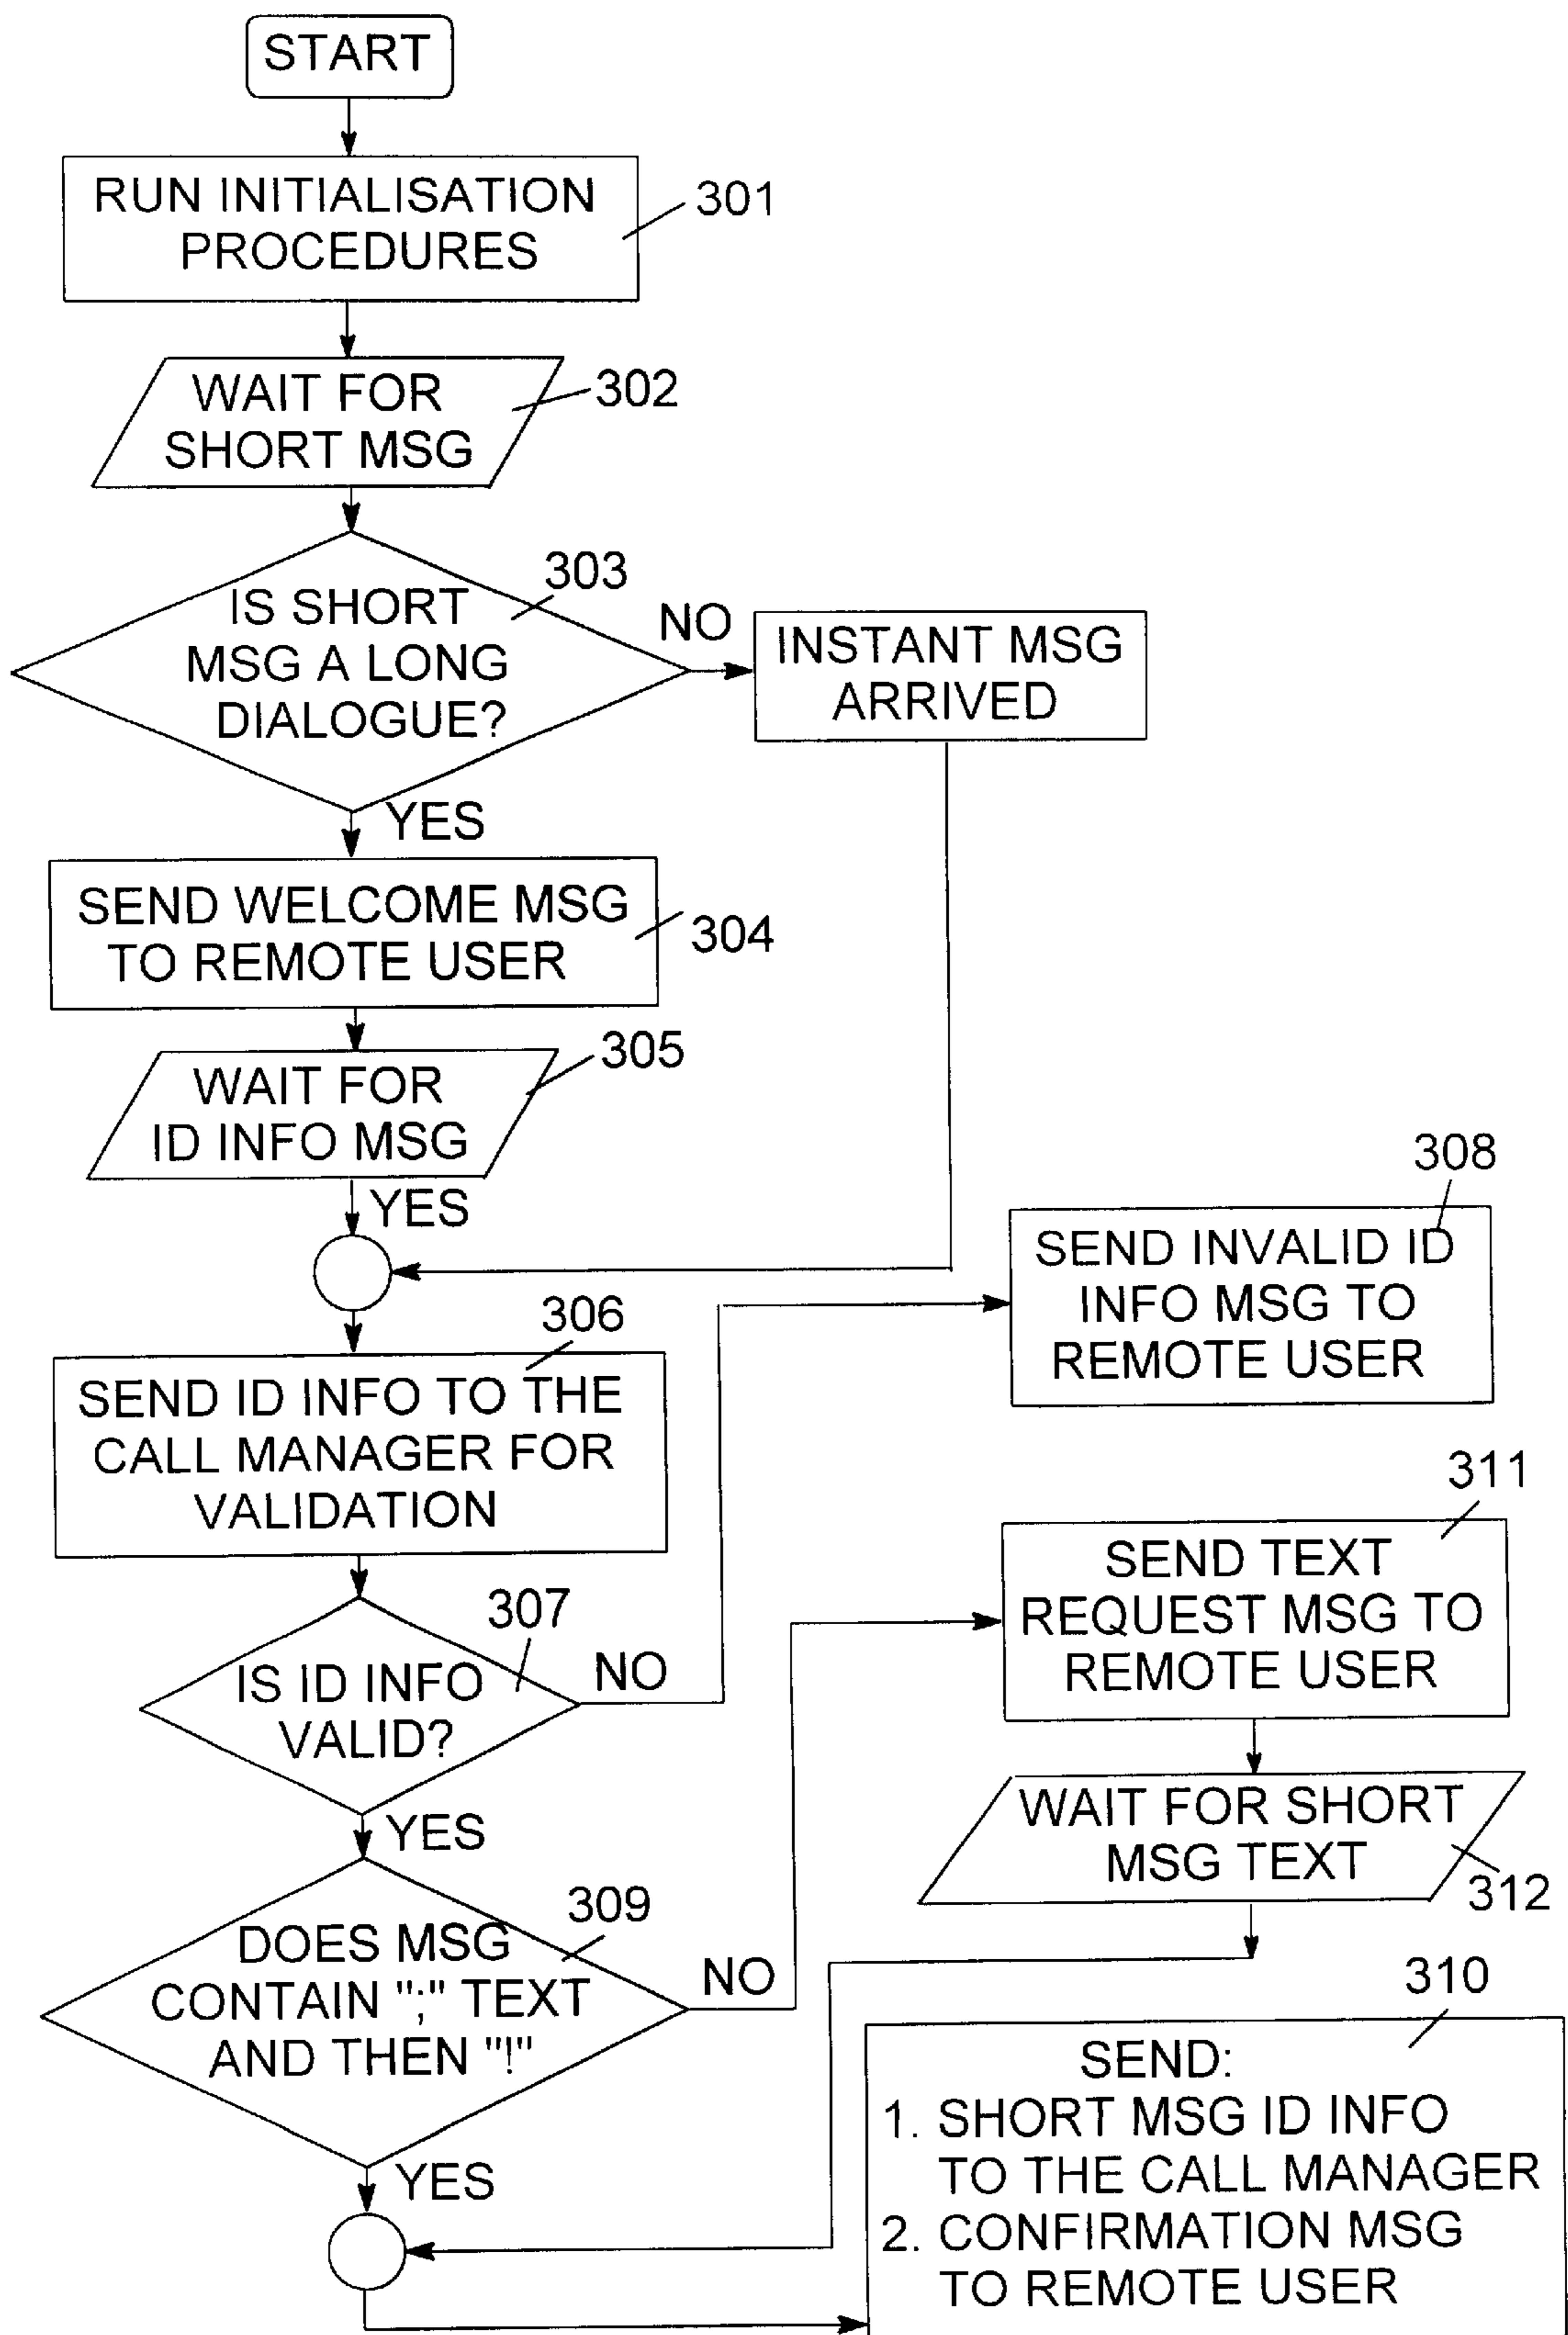 START
RUN INITIALISATION
PROCEDURES
301
WAIT FOR
SHORT MSG
302
303
IS SHORT
MSG A LONG
DIALOGUE?
NO
INSTANT MSG
ARRIVED
YES
SEND WELCOME MSG
TO REMOTE USER
304
WAIT FOR
ID INFO MSG
305
YES
306
SEND ID INFO TO THE
CALL MANAGER FOR
VALIDATION
308
SEND INVALID ID
INFO MSG TO
REMOTE USER
307
IS ID INFO
VALID?
NO
YES
311
SEND TEXT
REQUEST MSG TO
REMOTE USER
WAIT FOR SHORT
MSG TEXT
312
309
DOES MSG
CONTAIN ";" TEXT
AND THEN "!"
NO
YES
310
SEND:
1. SHORT MSG ID INFO
TO THE CALL MANAGER
2. CONFIRMATION MSG
TO REMOTE USER